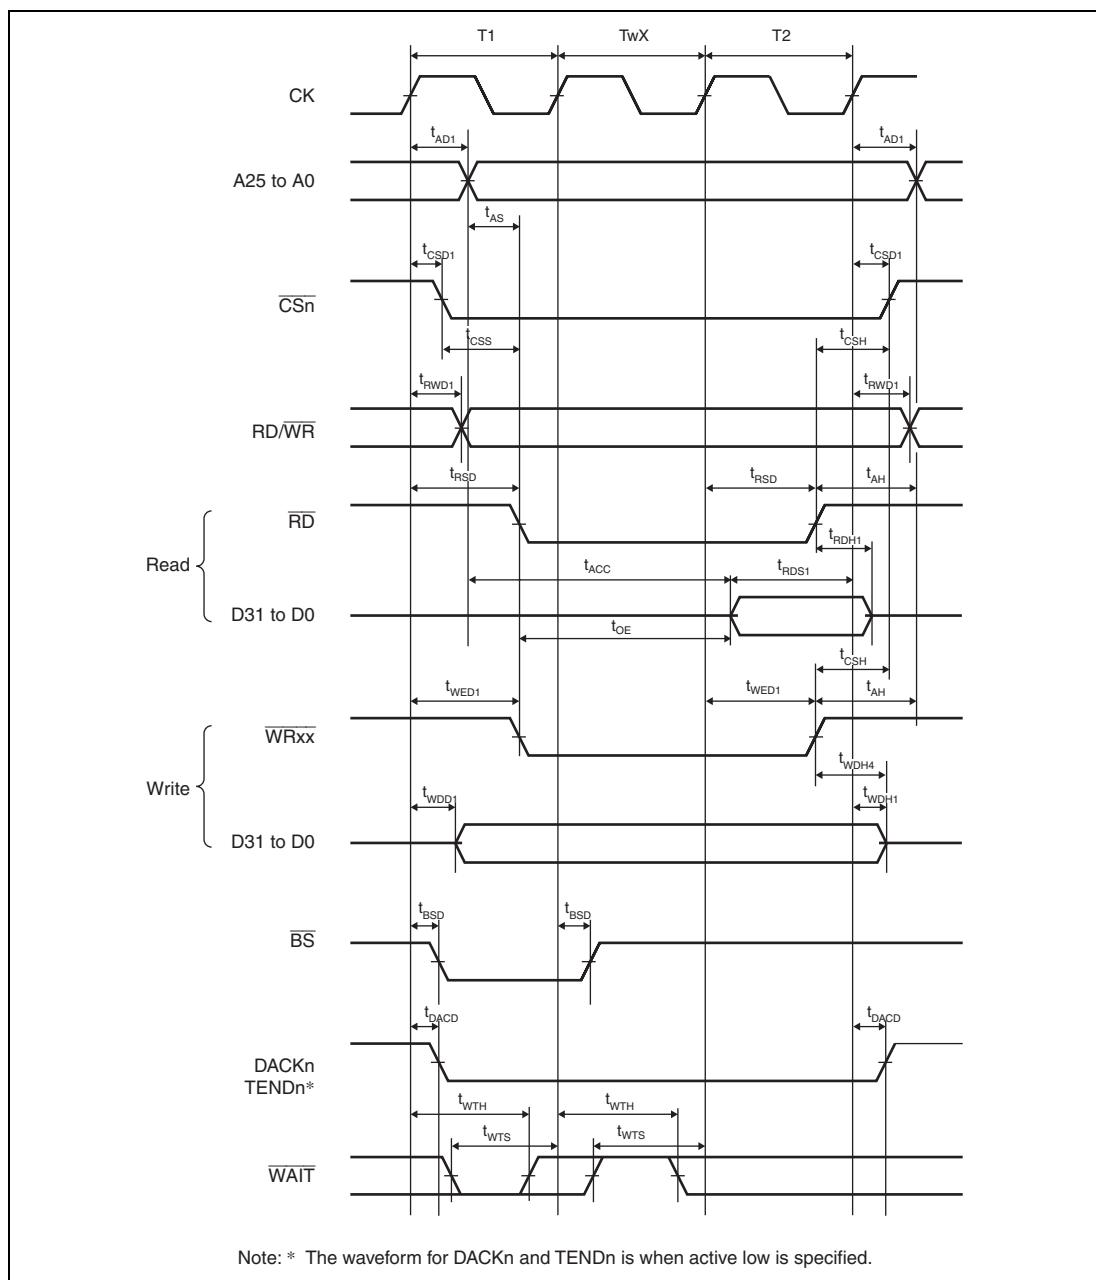 T1 TwX T2
CK
tAD1 tAD1
A25 to A0
tAS
tCSD1 tCSD1
CSn
tCSS tCSH
tRWD1 tRWD1
RD/WR
tRSD tRSD tAH
RD
tRDH1
Read
tACC tRDS1
D31 to D0
tOE
tCSH
tWED1 tWED1 tAH
WRxx
tWDH4
Write
tWDD1 tWDH1
D31 to D0
tBSD tBSD
BS
tDACD tDACD
DACKn
TENDn*
tWTH tWTH
tWTS tWTS
WAIT
Note: * The waveform for DACKn and TENDn is when active low is specified.